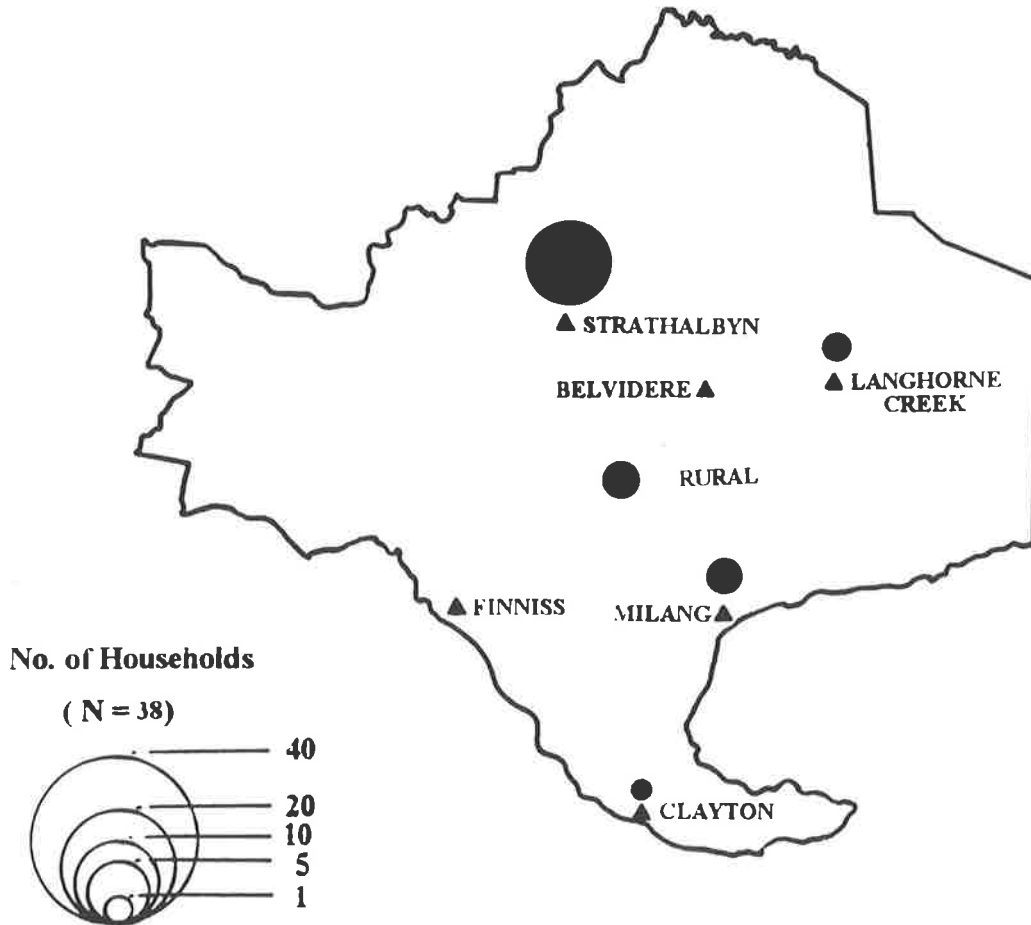 STRATHALBYN
LANGHORNE
CREEK
BELVIDERE
RURAL
FINNISS
MILANG
CLAYTON
No. of Households
( N = 38)
40
20
10
5
1